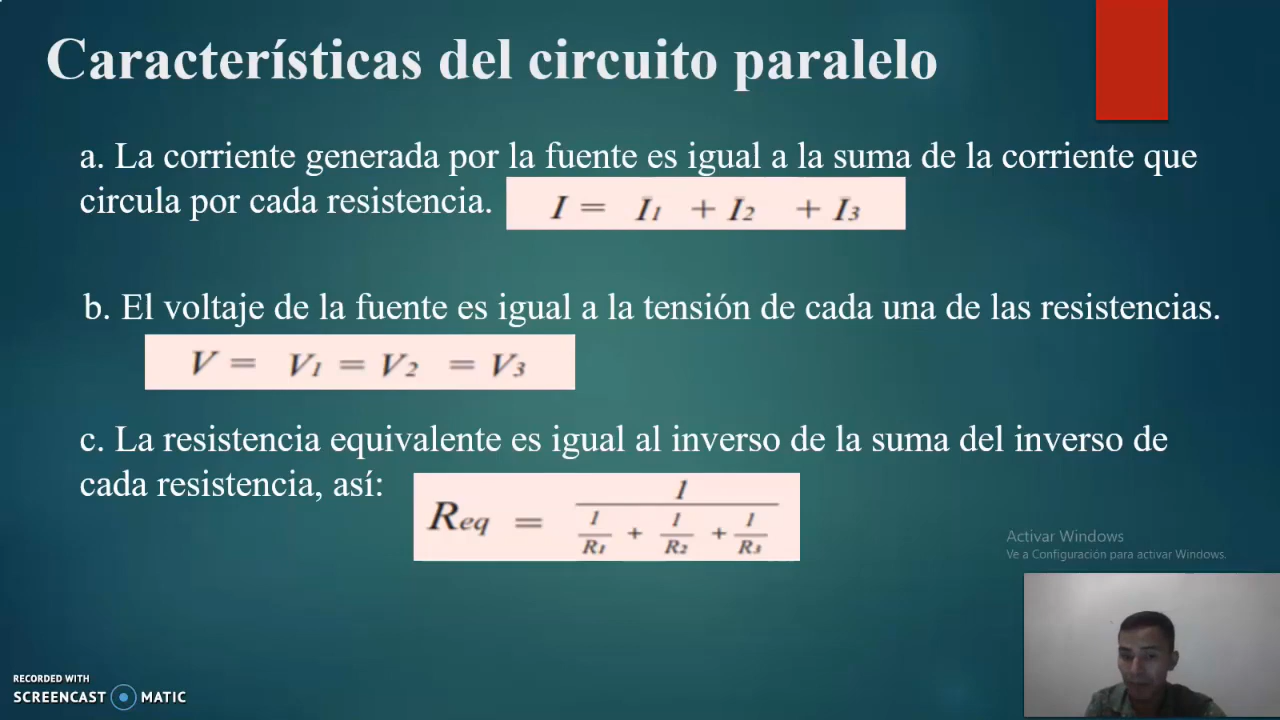 Características del circuito paralelo
a. La corriente generada por la fuente es igual a la suma de la corriente que
circula por cada resistencia.
I = I₁ + I₂ + I₃
b. El voltaje de la fuente es igual a la tensión de cada una de las resistencias.
V = V₁ = V₂ = V₃
c. La resistencia equivalente es igual al inverso de la suma del inverso de
cada resistencia, así:
Req = 1 / (1/R₁ + 1/R₂ + 1/R₃)
Activar Windows
Ve a Configuración para activar Windows.
RECORDED WITH
SCREENCAST MATIC